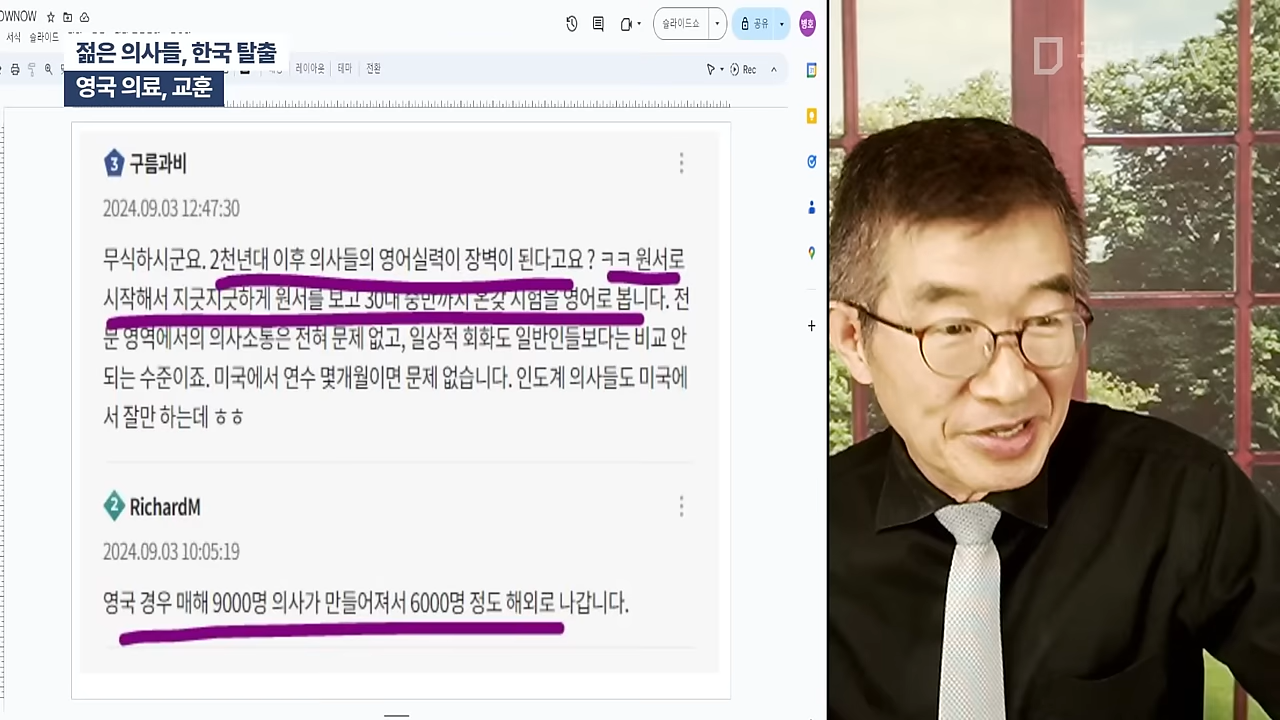 OWNOW
서식 슬라이드
슬라이드쇼
공유
병호
젊은 의사들, 한국 탈출
영국 의료, 교훈
레이아웃 테마 전환
Rec
3 구름과비
2024.09.03 12:47:30
무식하시군요. 2천년대 이후 의사들의 영어실력이 장벽이 된다고요? ㅋㅋ 원서로
시작해서 지긋지긋하게 원서를 보고 30대 중반까지 온갖 시험을 영어로 봅니다. 전
문 영역에서의 의사소통은 전혀 문제 없고, 일상적 회화도 일반인들보다는 비교 안
되는 수준이죠. 미국에서 연수 몇개월이면 문제 없습니다. 인도계 의사들도 미국에
서 잘만 하는데 ㅎㅎ
2 RichardM
2024.09.03 10:05:19
영국 경우 매해 9000명 의사가 만들어져서 6000명 정도 해외로 나갑니다.